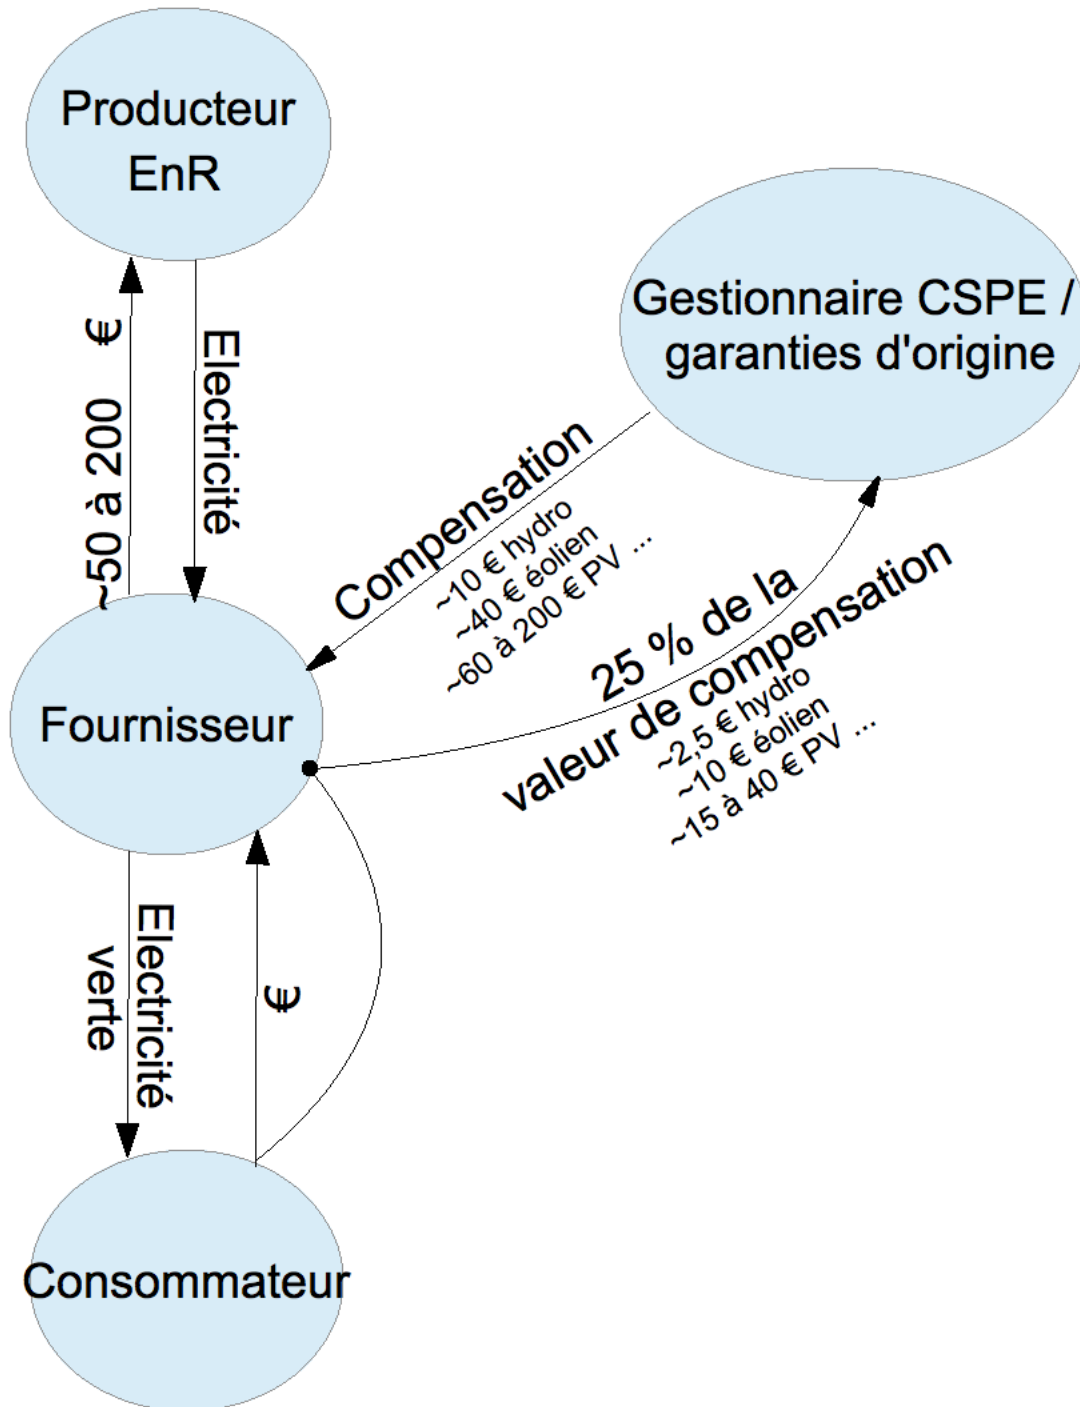 Producteur
EnR
Gestionnaire CSPE /
garanties d'origine
~50 à 200 €
Electricité
Compensation
~10 € hydro
~40 € éolien
~60 à 200 € PV ...
25 % de la
valeur de compensation
~2,5 € hydro
~10 € éolien
~15 à 40 € PV ...
Fournisseur
Electricité
verte
€
Consommateur